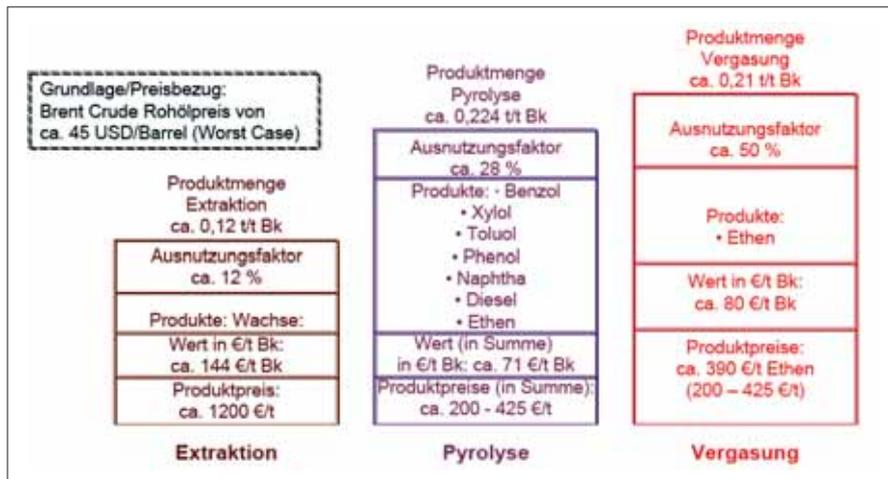 Grundlage/Preisbezug:
Brent Crude Rohölpreis von
ca. 45 USD/Barrel (Worst Case)
Produktmenge
Extraktion
ca. 0,12 t/t Bk
Ausnutzungsfaktor
ca. 12 %
Produkte: Wachse:
Wert in €/t Bk:
ca. 144 €/t Bk
Produktpreis:
ca. 1200 €/t
Extraktion
Produktmenge
Pyrolyse
ca. 0,224 t/t Bk
Ausnutzungsfaktor
ca. 28 %
Produkte: · Benzol
• Xylol
• Toluol
• Phenol
• Naphtha
• Diesel
• Ethen
Wert (in Summe)
in €/t Bk: ca. 71 €/t Bk
Produktpreise (in Summe):
ca. 200 - 425 €/t
Pyrolyse
Produktmenge
Vergasung
ca. 0,21 t/t Bk
Ausnutzungsfaktor
ca. 50 %
Produkte:
• Ethen
Wert in €/t Bk:
ca. 80 €/t Bk
Produktpreise:
ca. 390 €/t Ethen
(200 – 425 €/t)
Vergasung